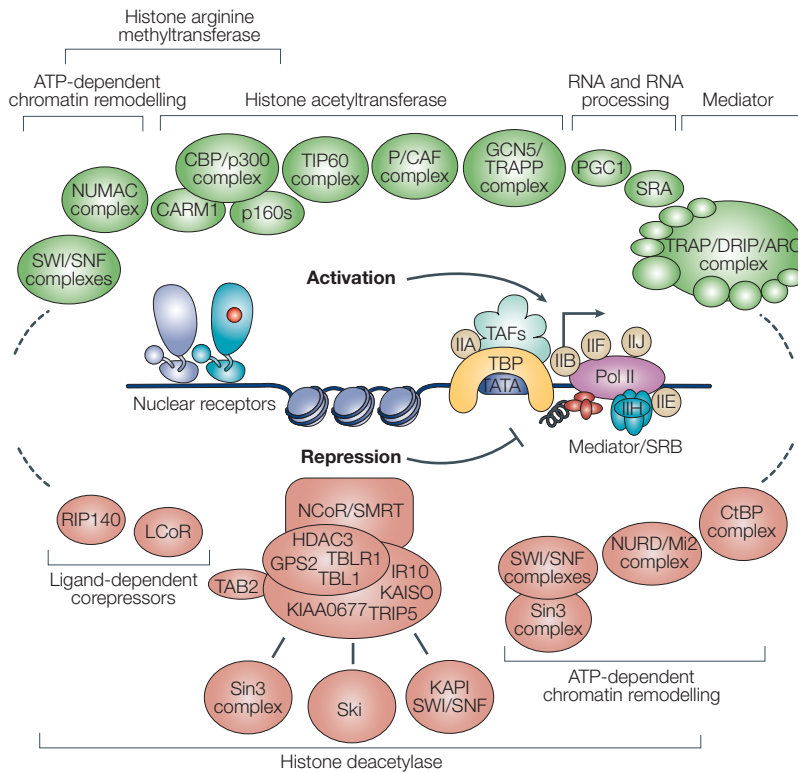 Histone arginine
methyltransferase
ATP-dependent
chromatin remodelling
Histone acetyltransferase
RNA and RNA
processing
Mediator
CBP/p300
complex
TIP60
complex
P/CAF
complex
GCN5/
TRAPP
complex
PGC1
SRA
NUMAC
complex
CARM1
p160s
SWI/SNF
complexes
TRAP/DRIP/ARC
complex
Activation
TAFs
IIA
TBP
TATA
IIB
IIF
IIJ
Pol II
IIH
IIE
Nuclear receptors
Mediator/SRB
Repression
RIP140
LCoR
Ligand-dependent
corepressors
NCoR/SMRT
HDAC3
GPS2
TBLR1
TBL1
IR10
TAB2
KAISO
KIAA0677
TRIP5
Sin3
complex
Ski
KAPI
SWI/SNF
SWI/SNF
complexes
Sin3
complex
NURD/Mi2
complex
CtBP
complex
ATP-dependent
chromatin remodelling
Histone deacetylase